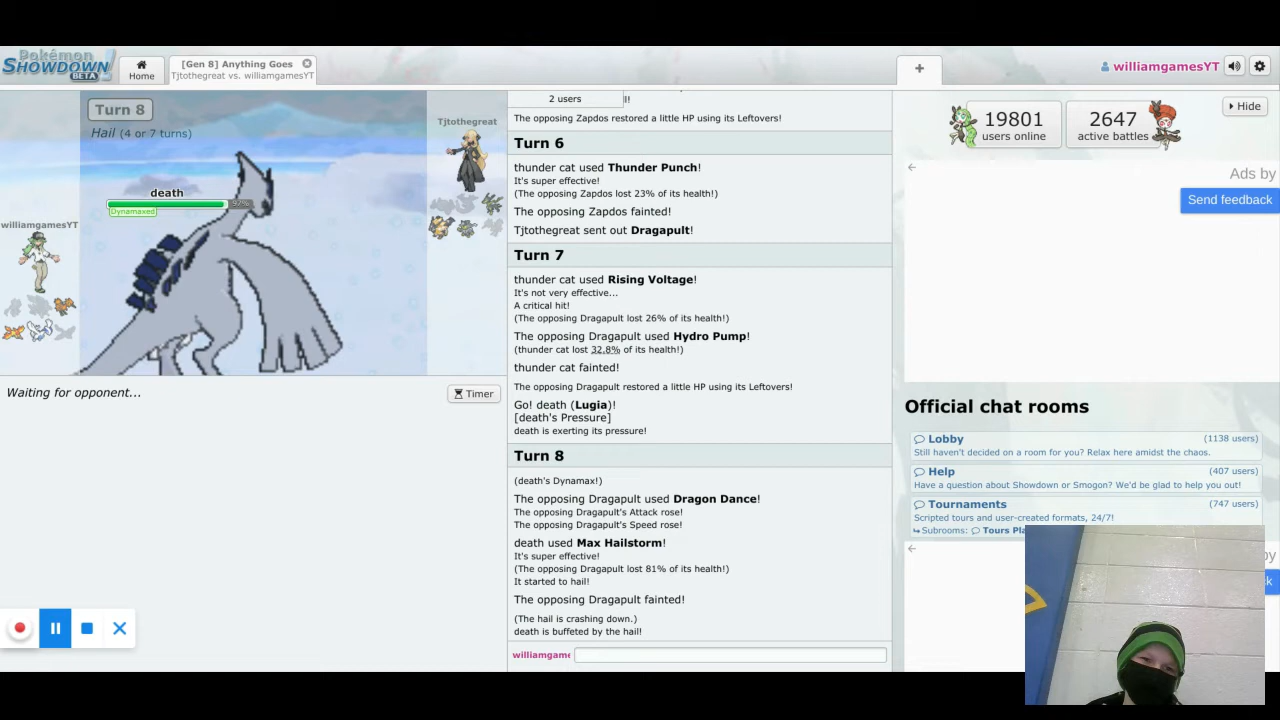 Pokémon
SHOWDOWN!
BETA
Home
[Gen 8] Anything Goes
Tjtothegreat vs. williamgamesYT
+
williamgamesYT
Turn 8
Hail (4 or 7 turns)
death
97%
Dynamaxed
williamgamesYT
Tjtothegreat
Waiting for opponent...
Timer
2 users
l!
The opposing Zapdos restored a little HP using its Leftovers!
Turn 6
thunder cat used Thunder Punch!
It's super effective!
(The opposing Zapdos lost 23% of its health!)
The opposing Zapdos fainted!
Tjtothegreat sent out Dragapult!
Turn 7
thunder cat used Rising Voltage!
It's not very effective...
A critical hit!
(The opposing Dragapult lost 26% of its health!)
The opposing Dragapult used Hydro Pump!
(thunder cat lost 32.8% of its health!)
thunder cat fainted!
The opposing Dragapult restored a little HP using its Leftovers!
Go! death (Lugia)!
[death's Pressure]
death is exerting its pressure!
Turn 8
(death's Dynamax!)
The opposing Dragapult used Dragon Dance!
The opposing Dragapult's Attack rose!
The opposing Dragapult's Speed rose!
death used Max Hailstorm!
It's super effective!
(The opposing Dragapult lost 81% of its health!)
It started to hail!
The opposing Dragapult fainted!
(The hail is crashing down.)
death is buffeted by the hail!
williamgame
19801
users online
2647
active battles
Hide
Ads by
Send feedback
Official chat rooms
Lobby (1138 users)
Still haven't decided on a room for you? Relax here amidst the chaos.
Help (407 users)
Have a question about Showdown or Smogon? We'd be glad to help you out!
Tournaments (747 users)
Scripted tours and user-created formats, 24/7!
Subrooms: Tours Pla
by
k